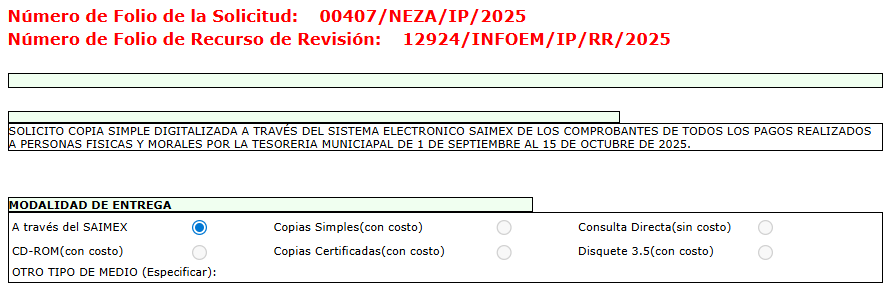 Número de Folio de la Solicitud: 00407/NEZA/IP/2025
Número de Folio de Recurso de Revisión: 12924/INFOEM/IP/RR/2025
SOLICITO COPIA SIMPLE DIGITALIZADA A TRAVÉS DEL SISTEMA ELECTRONICO SAIMEX DE LOS COMPROBANTES DE TODOS LOS PAGOS REALIZADOS
A PERSONAS FISICAS Y MORALES POR LA TESORERIA MUNICIAPAL DE 1 DE SEPTIEMBRE AL 15 DE OCTUBRE DE 2025.
MODALIDAD DE ENTREGA
A través del SAIMEX Copias Simples(con costo) Consulta Directa(sin costo)
CD-ROM(con costo) Copias Certificadas(con costo) Disquete 3.5(con costo)
OTRO TIPO DE MEDIO (Especificar):